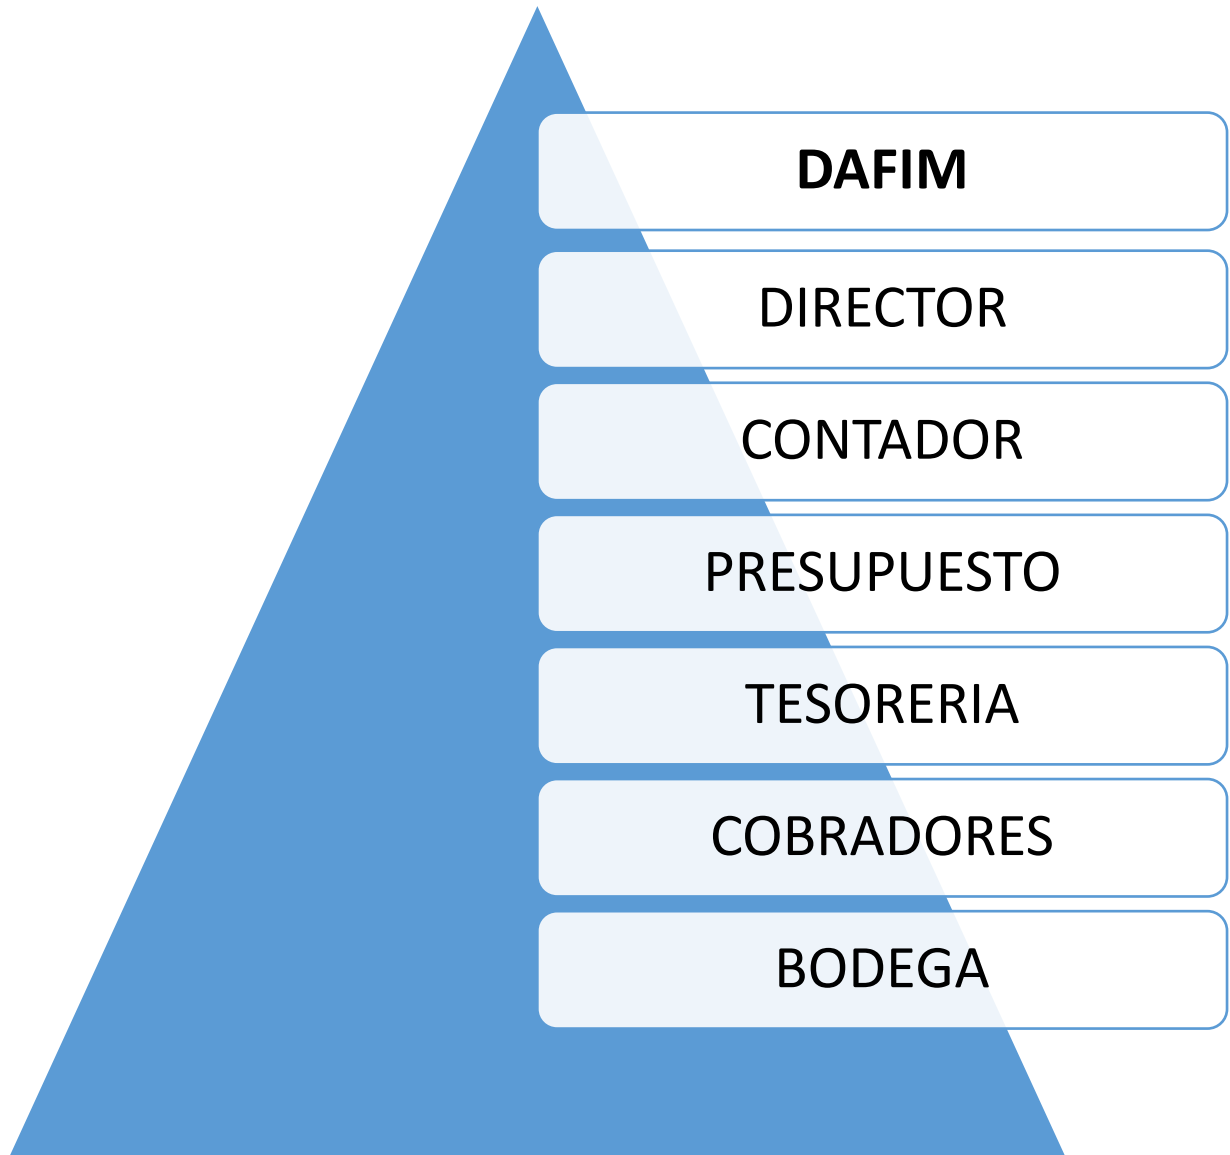 DAFIM
DIRECTOR
CONTADOR
PRESUPUESTO
TESORERIA
COBRADORES
BODEGA